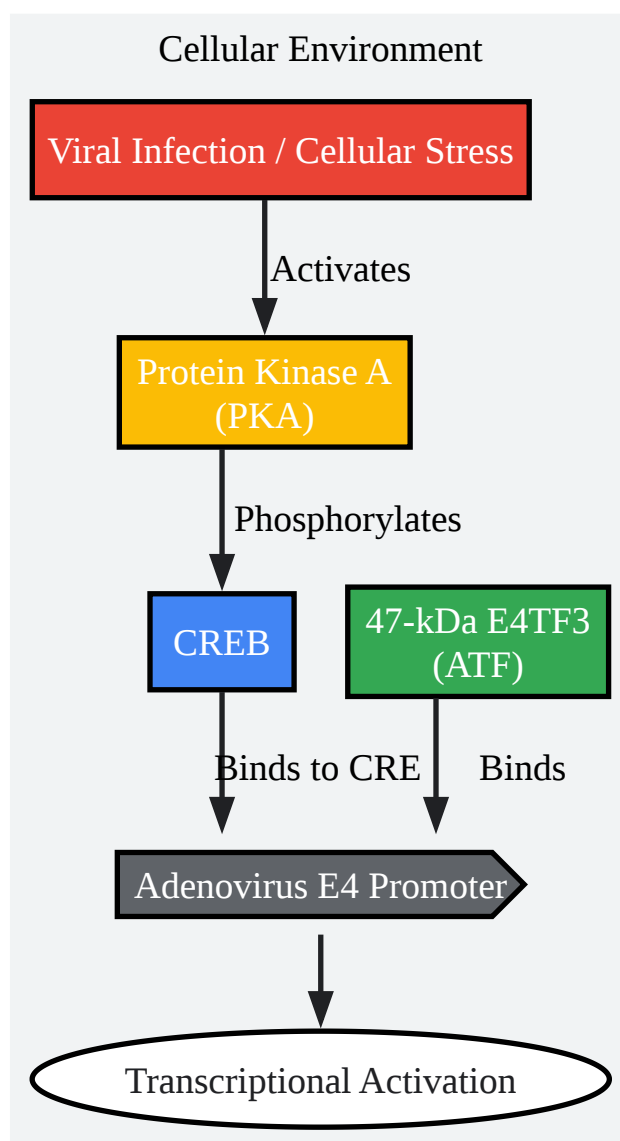 Cellular Environment
Viral Infection / Cellular Stress
Activates
Protein Kinase A
(PKA)
Phosphorylates
CREB
47-kDa E4TF3
(ATF)
Binds to CRE
Binds
Adenovirus E4 Promoter
Transcriptional Activation